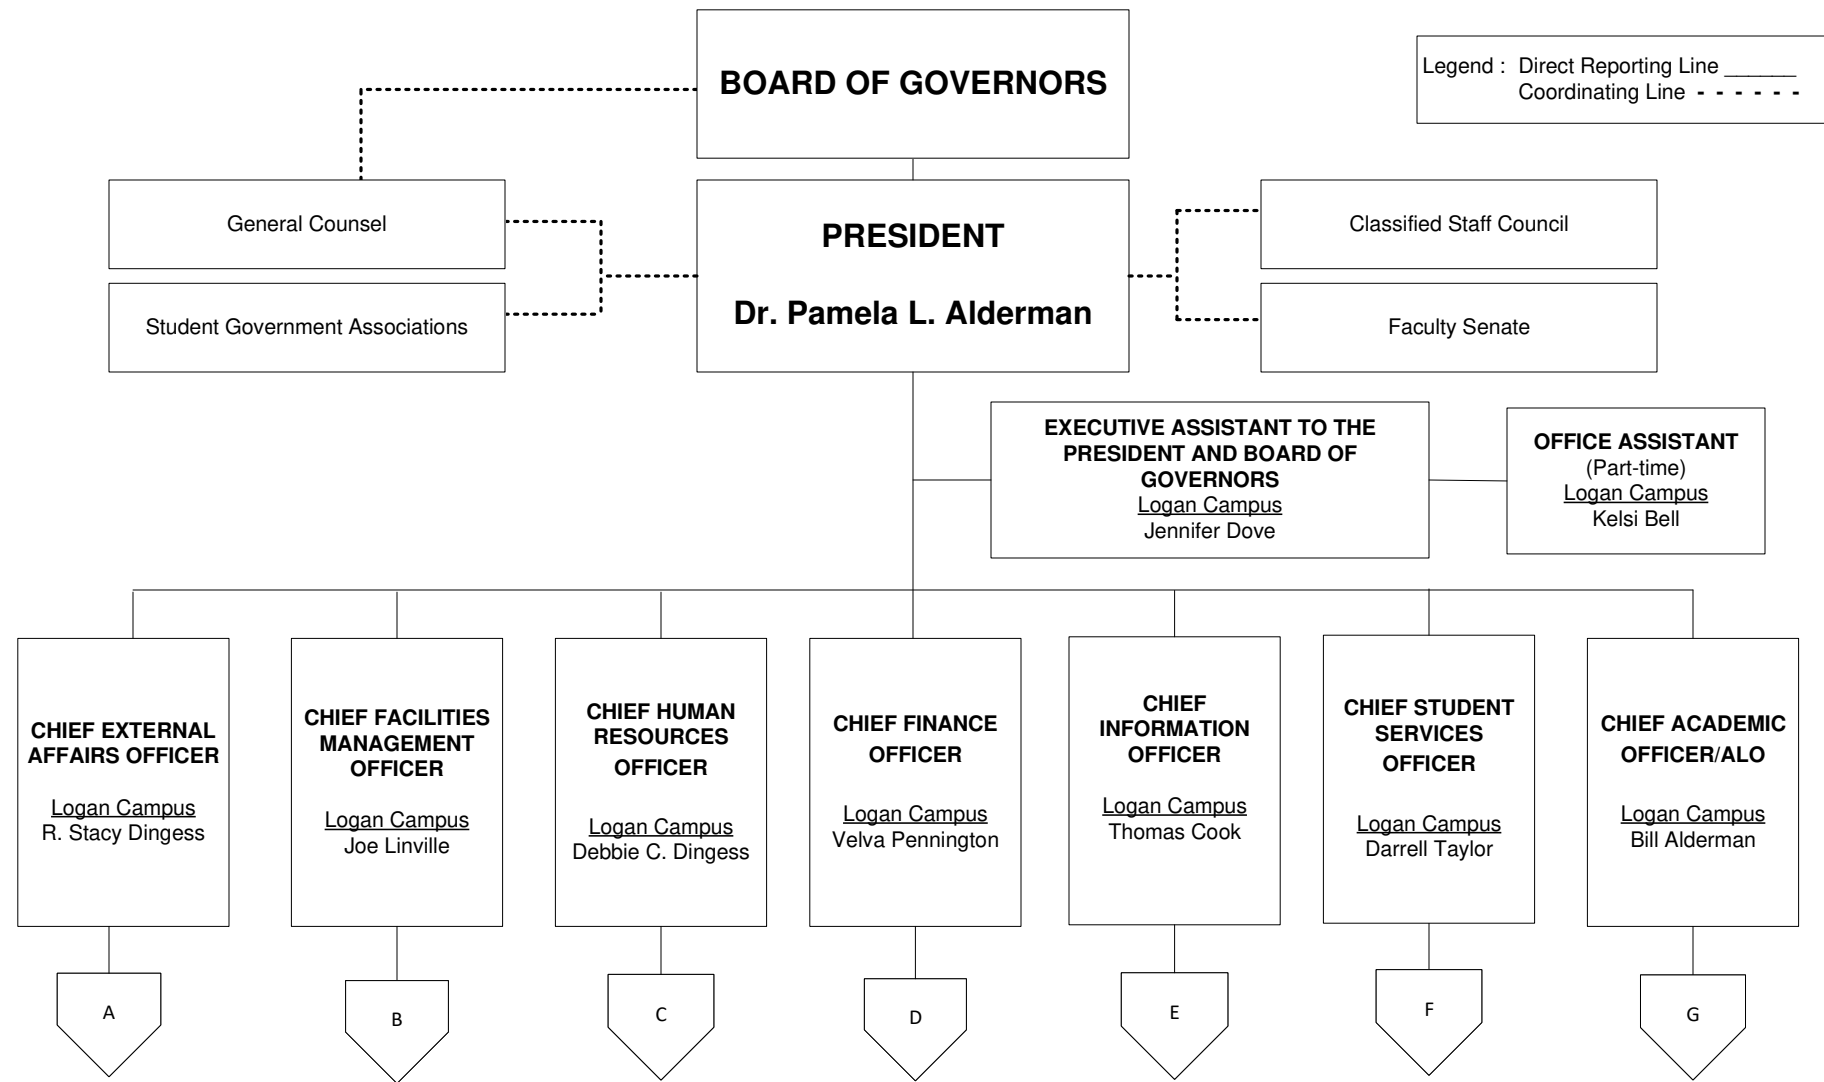 BOARD OF GOVERNORS
Legend : Direct Reporting Line ______
Coordinating Line - - - - - -
General Counsel
Student Government Associations
PRESIDENT
Dr. Pamela L. Alderman
Classified Staff Council
Faculty Senate
EXECUTIVE ASSISTANT TO THE
PRESIDENT AND BOARD OF
GOVERNORS
Logan Campus
Jennifer Dove
OFFICE ASSISTANT
(Part-time)
Logan Campus
Kelsi Bell
CHIEF EXTERNAL
AFFAIRS OFFICER
Logan Campus
R. Stacy Dingess
CHIEF FACILITIES
MANAGEMENT
OFFICER
Logan Campus
Joe Linville
CHIEF HUMAN
RESOURCES
OFFICER
Logan Campus
Debbie C. Dingess
CHIEF FINANCE
OFFICER
Logan Campus
Velva Pennington
CHIEF
INFORMATION
OFFICER
Logan Campus
Thomas Cook
CHIEF STUDENT
SERVICES
OFFICER
Logan Campus
Darrell Taylor
CHIEF ACADEMIC
OFFICER/ALO
Logan Campus
Bill Alderman
A
B
C
D
E
F
G